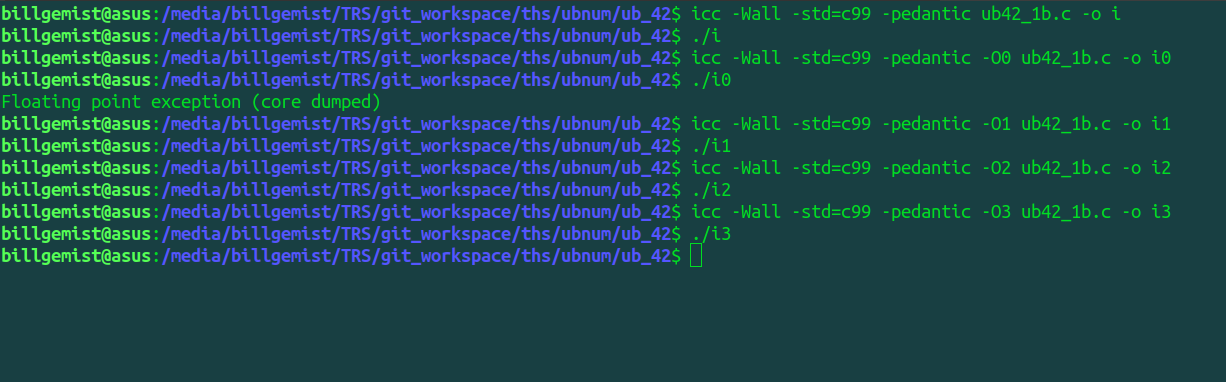 billgemist@asus:/media/billgemist/TRS/git_workspace/ths/ubnum/ub_42$ icc -Wall -std=c99 -pedantic ub42_1b.c -o i
billgemist@asus:/media/billgemist/TRS/git_workspace/ths/ubnum/ub_42$ ./i
billgemist@asus:/media/billgemist/TRS/git_workspace/ths/ubnum/ub_42$ icc -Wall -std=c99 -pedantic -O0 ub42_1b.c -o i0
billgemist@asus:/media/billgemist/TRS/git_workspace/ths/ubnum/ub_42$ ./i0
Floating point exception (core dumped)
billgemist@asus:/media/billgemist/TRS/git_workspace/ths/ubnum/ub_42$ icc -Wall -std=c99 -pedantic -O1 ub42_1b.c -o i1
billgemist@asus:/media/billgemist/TRS/git_workspace/ths/ubnum/ub_42$ ./i1
billgemist@asus:/media/billgemist/TRS/git_workspace/ths/ubnum/ub_42$ icc -Wall -std=c99 -pedantic -O2 ub42_1b.c -o i2
billgemist@asus:/media/billgemist/TRS/git_workspace/ths/ubnum/ub_42$ ./i2
billgemist@asus:/media/billgemist/TRS/git_workspace/ths/ubnum/ub_42$ icc -Wall -std=c99 -pedantic -O3 ub42_1b.c -o i3
billgemist@asus:/media/billgemist/TRS/git_workspace/ths/ubnum/ub_42$ ./i3
billgemist@asus:/media/billgemist/TRS/git_workspace/ths/ubnum/ub_42$